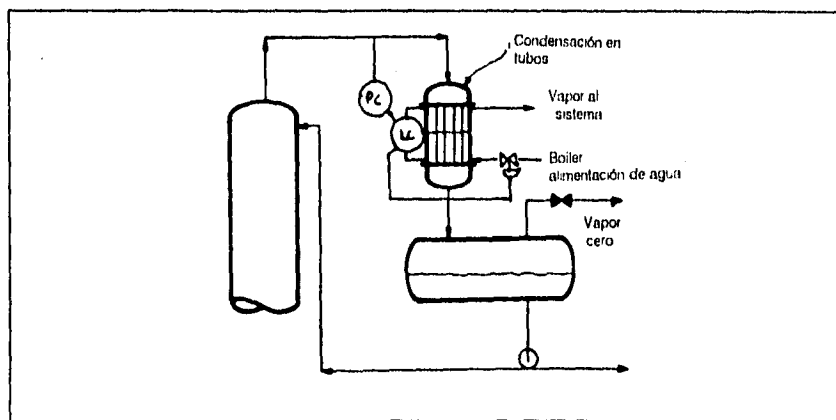 Condensación en
tubos
PC
Vapor al
sistema
LC
Boiler
alimentación de agua
Vapor
cero